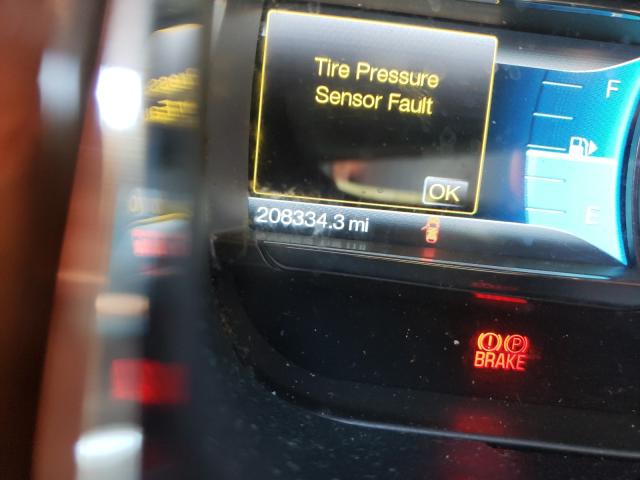 Tire Pressure
Sensor Fault
OK
F
E
208334.3 mi
P
BRAKE